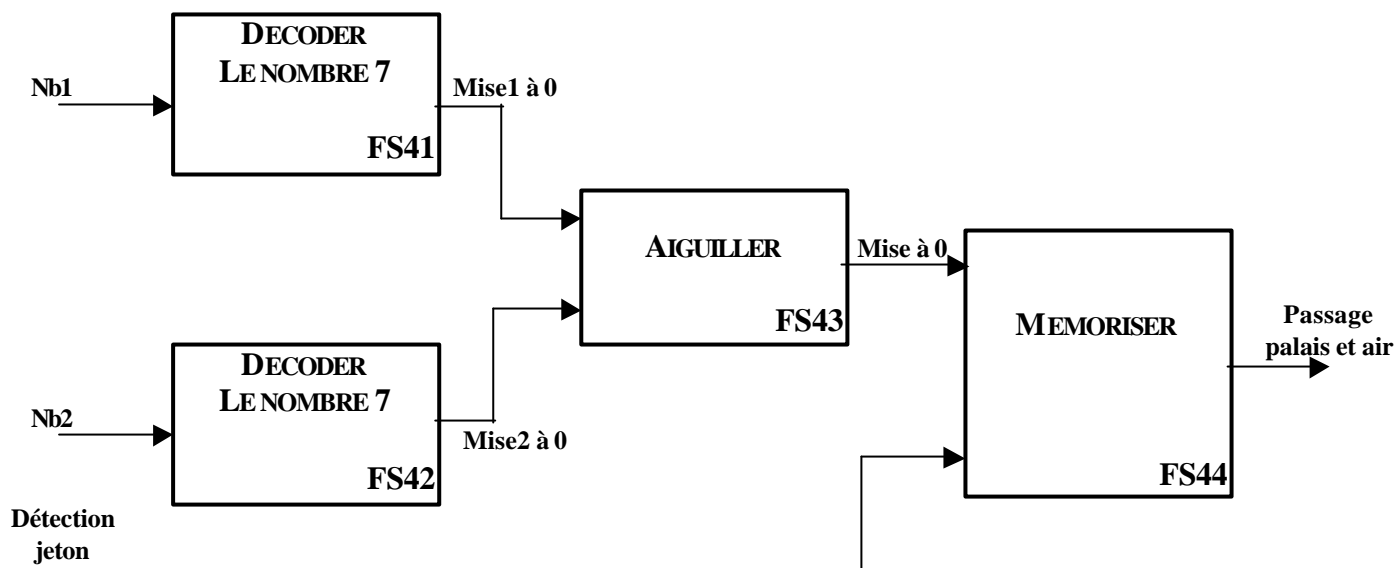 DECODER
LE NOMBRE 7
Nb1
Mise1 à 0
FS41
AIGUILLER
Mise à 0
FS43
MEMORISER
Passage
palais et air
FS44
DECODER
LE NOMBRE 7
Nb2
Mise2 à 0
FS42
Détection
jeton